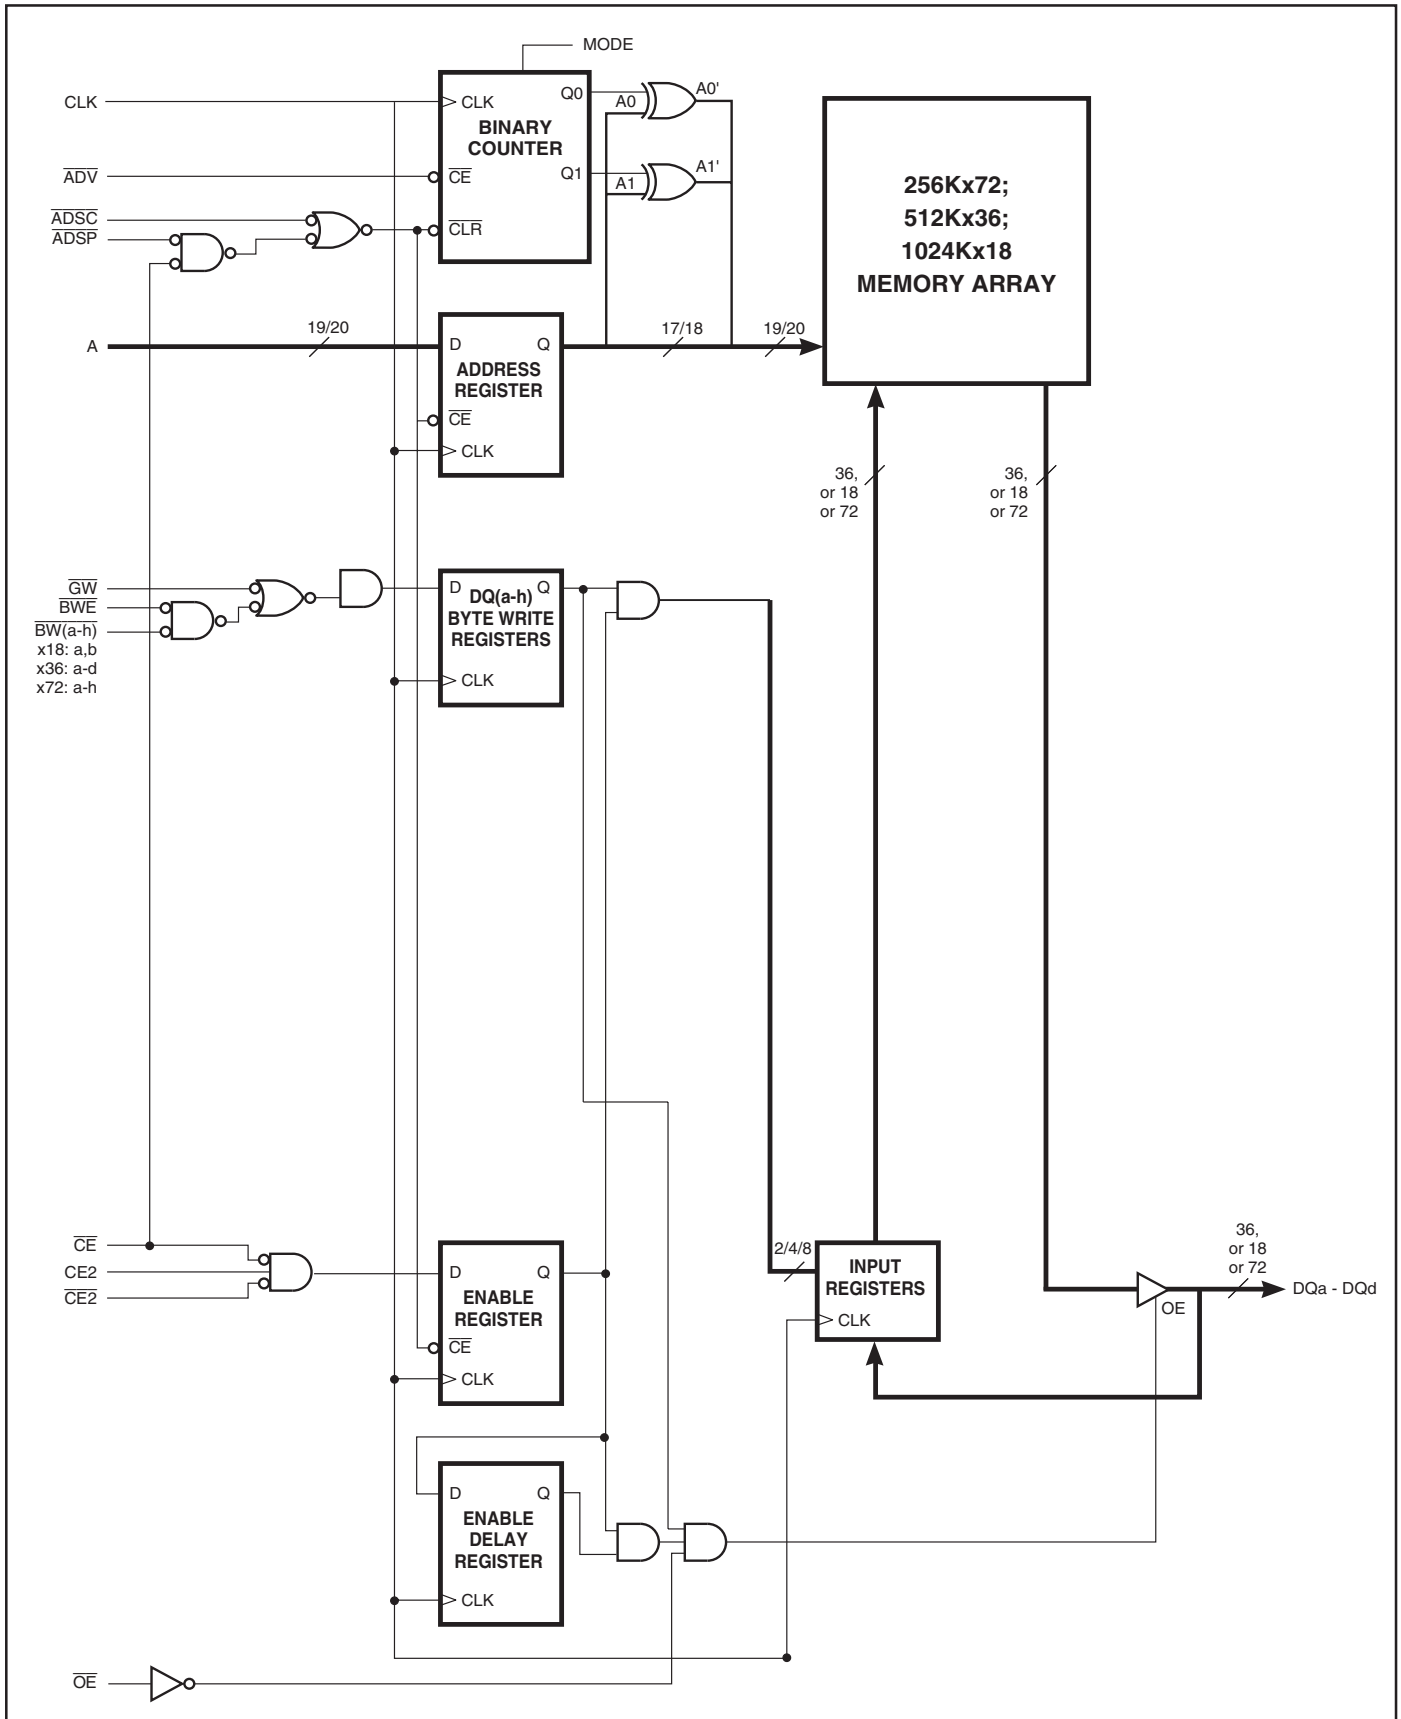 MODE
CLK
CLK
Q0
A0
A0'
BINARY
COUNTER
ADV
CE
Q1
A1
A1'
ADSC
ADSP
CLR
256Kx72;
512Kx36;
1024Kx18
MEMORY ARRAY
A
19/20
D
Q
17/18
19/20
ADDRESS
REGISTER
CE
CLK
36,
or 18
or 72
36,
or 18
or 72
GW
BWE
BW(a-h)
x18: a,b
x36: a-d
x72: a-h
D
Q
DQ(a-h)
BYTE WRITE
REGISTERS
CLK
CE
CE2
CE2
D
Q
ENABLE
REGISTER
CE
CLK
2/4/8
INPUT
REGISTERS
CLK
36,
or 18
or 72
OE
DQa - DQd
D
Q
ENABLE
DELAY
REGISTER
CLK
OE